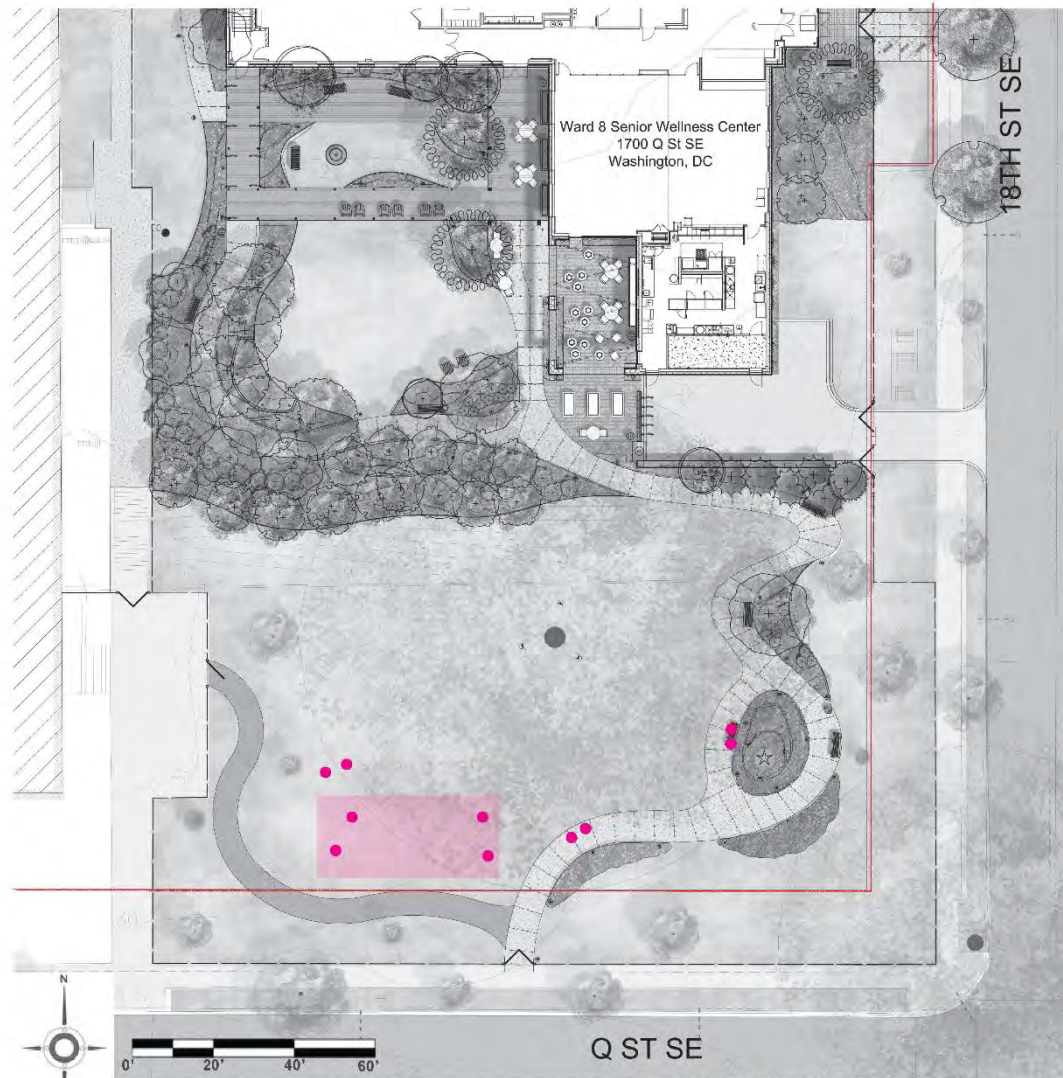 Ward 8 Senior Wellness Center
1700 Q St SE
Washington, DC
18TH ST SE
N
0' 20' 40' 60'
Q ST SE